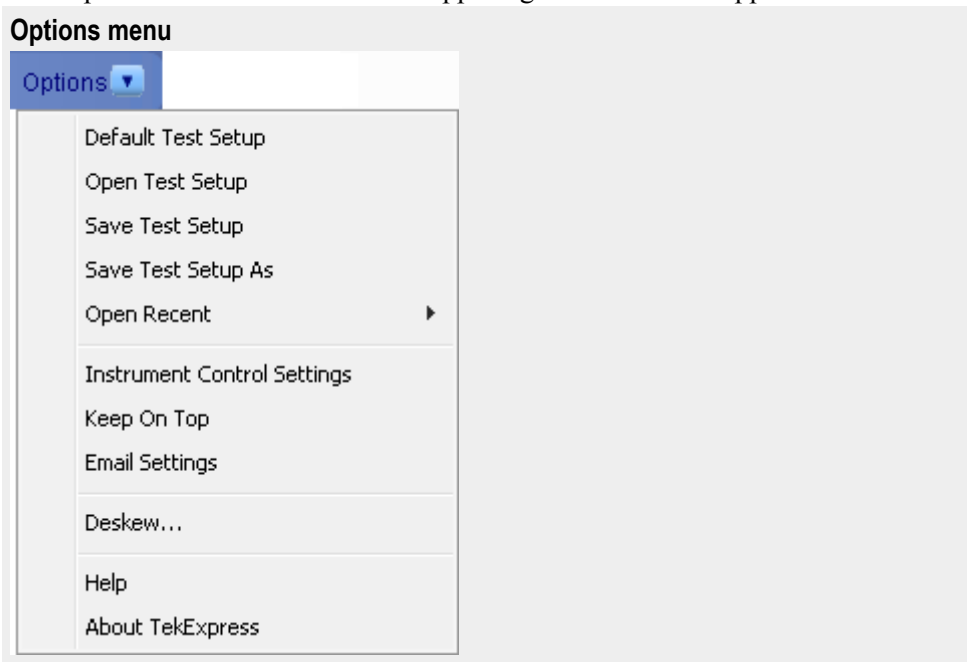 Options menu
Options
Default Test Setup
Open Test Setup
Save Test Setup
Save Test Setup As
Open Recent
Instrument Control Settings
Keep On Top
Email Settings
Deskew...
Help
About TekExpress